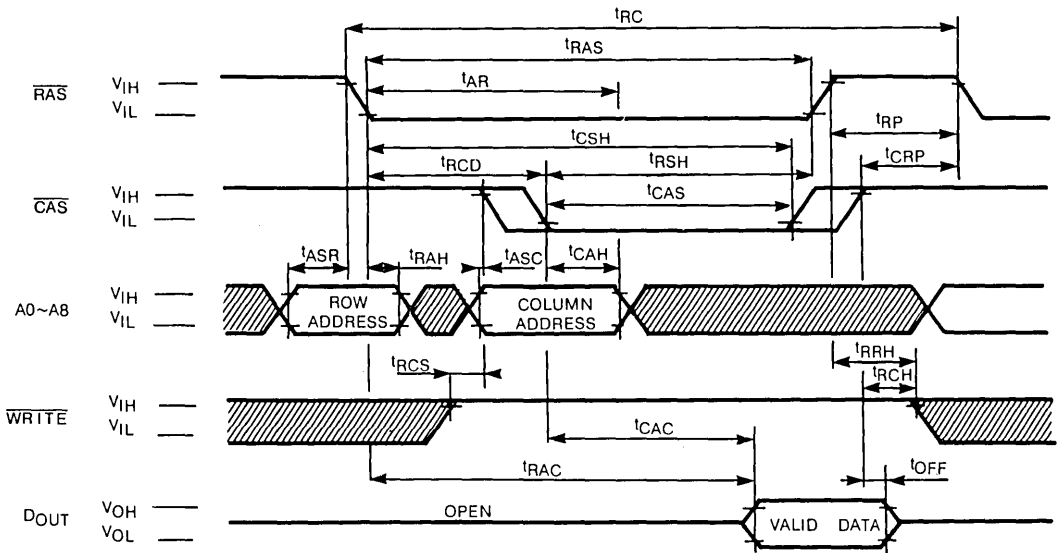 tRC
tRAS
tAR
RAS VIH
VIL
tRP
tCSH
tRCD tRSH tCRP
CAS VIH
VIL
tCAS
tASR tRAH tASC tCAH
A0~A8 VIH
VIL
ROW ADDRESS
COLUMN ADDRESS
tRRH
tRCS tRCH
WRITE VIH
VIL
tCAC
tRAC tOFF
DOUT VOH
VOL
OPEN
VALID DATA